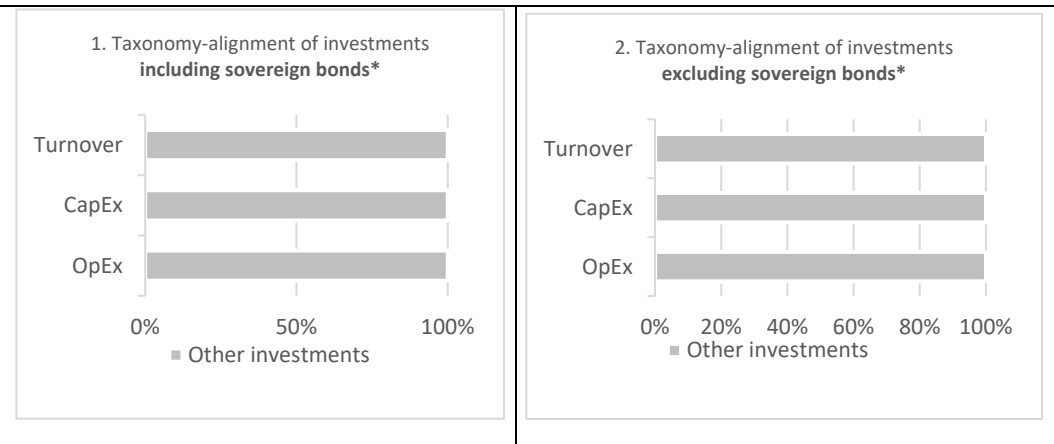 1. Taxonomy-alignment of investments
including sovereign bonds*
Turnover
CapEx
OpEx
0% 50% 100%
Other investments
2. Taxonomy-alignment of investments
excluding sovereign bonds*
Turnover
CapEx
OpEx
0% 20% 40% 60% 80% 100%
Other investments